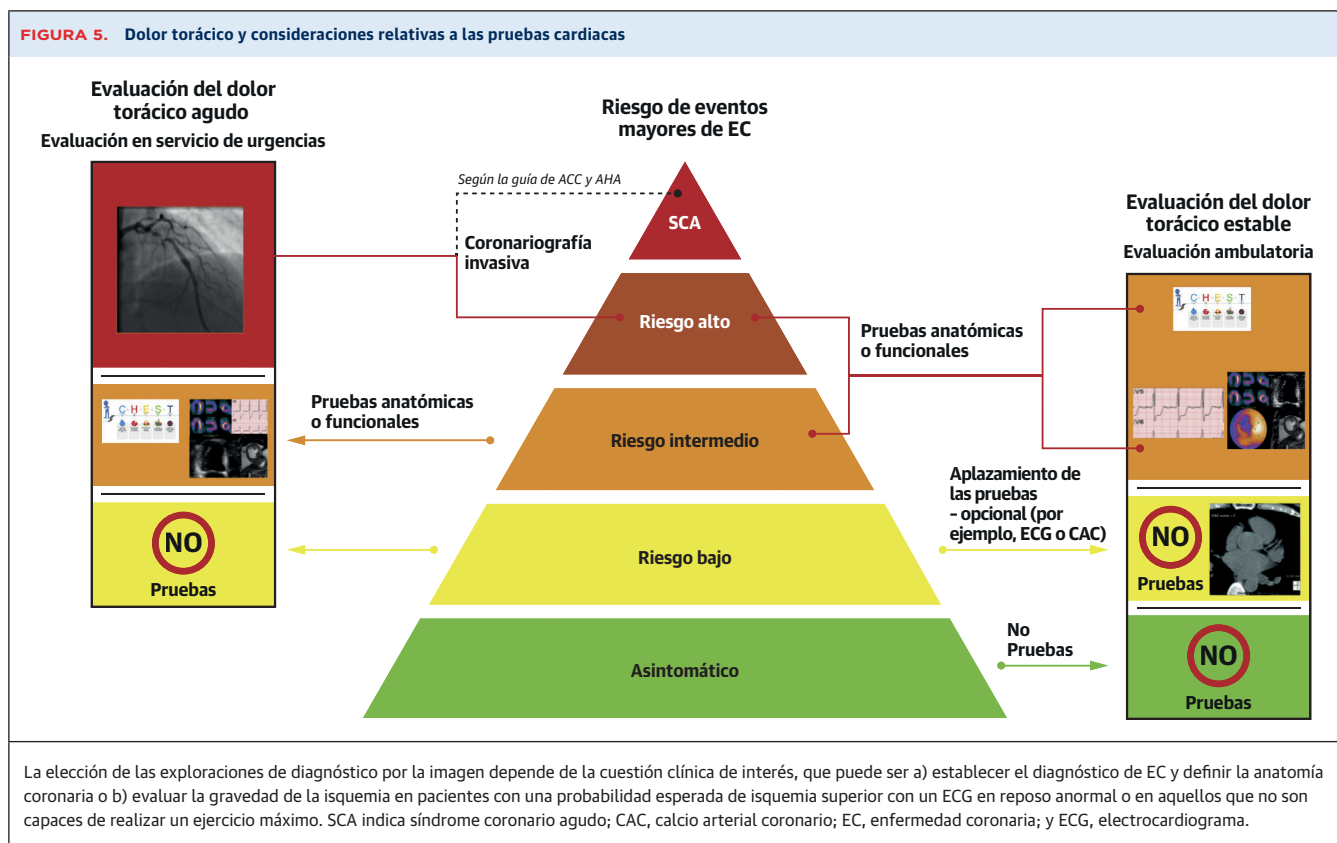 FIGURA 5. Dolor torácico y consideraciones relativas a las pruebas cardiacas
Evaluación del dolor
torácico agudo
Evaluación en servicio de urgencias
Riesgo de eventos
mayores de EC
Según la guía de ACC y AHA
SCA
Coronariografía
invasiva
Evaluación del dolor
torácico estable
Evaluación ambulatoria
C·H·E·S·T
Riesgo alto
Pruebas anatómicas
o funcionales
C·H·E·S·T
Pruebas anatómicas
o funcionales
Riesgo intermedio
V5
V6
Aplazamiento de
las pruebas
– opcional (por
ejemplo, ECG o CAC)
NO
Pruebas
Riesgo bajo
NO
Pruebas
No
Pruebas
Asintomático
NO
Pruebas
La elección de las exploraciones de diagnóstico por la imagen depende de la cuestión clínica de interés, que puede ser a) establecer el diagnóstico de EC y definir la anatomía
coronaria o b) evaluar la gravedad de la isquemia en pacientes con una probabilidad esperada de isquemia superior con un ECG en reposo anormal o en aquellos que no son
capaces de realizar un ejercicio máximo. SCA indica síndrome coronario agudo; CAC, calcio arterial coronario; EC, enfermedad coronaria; y ECG, electrocardiograma.